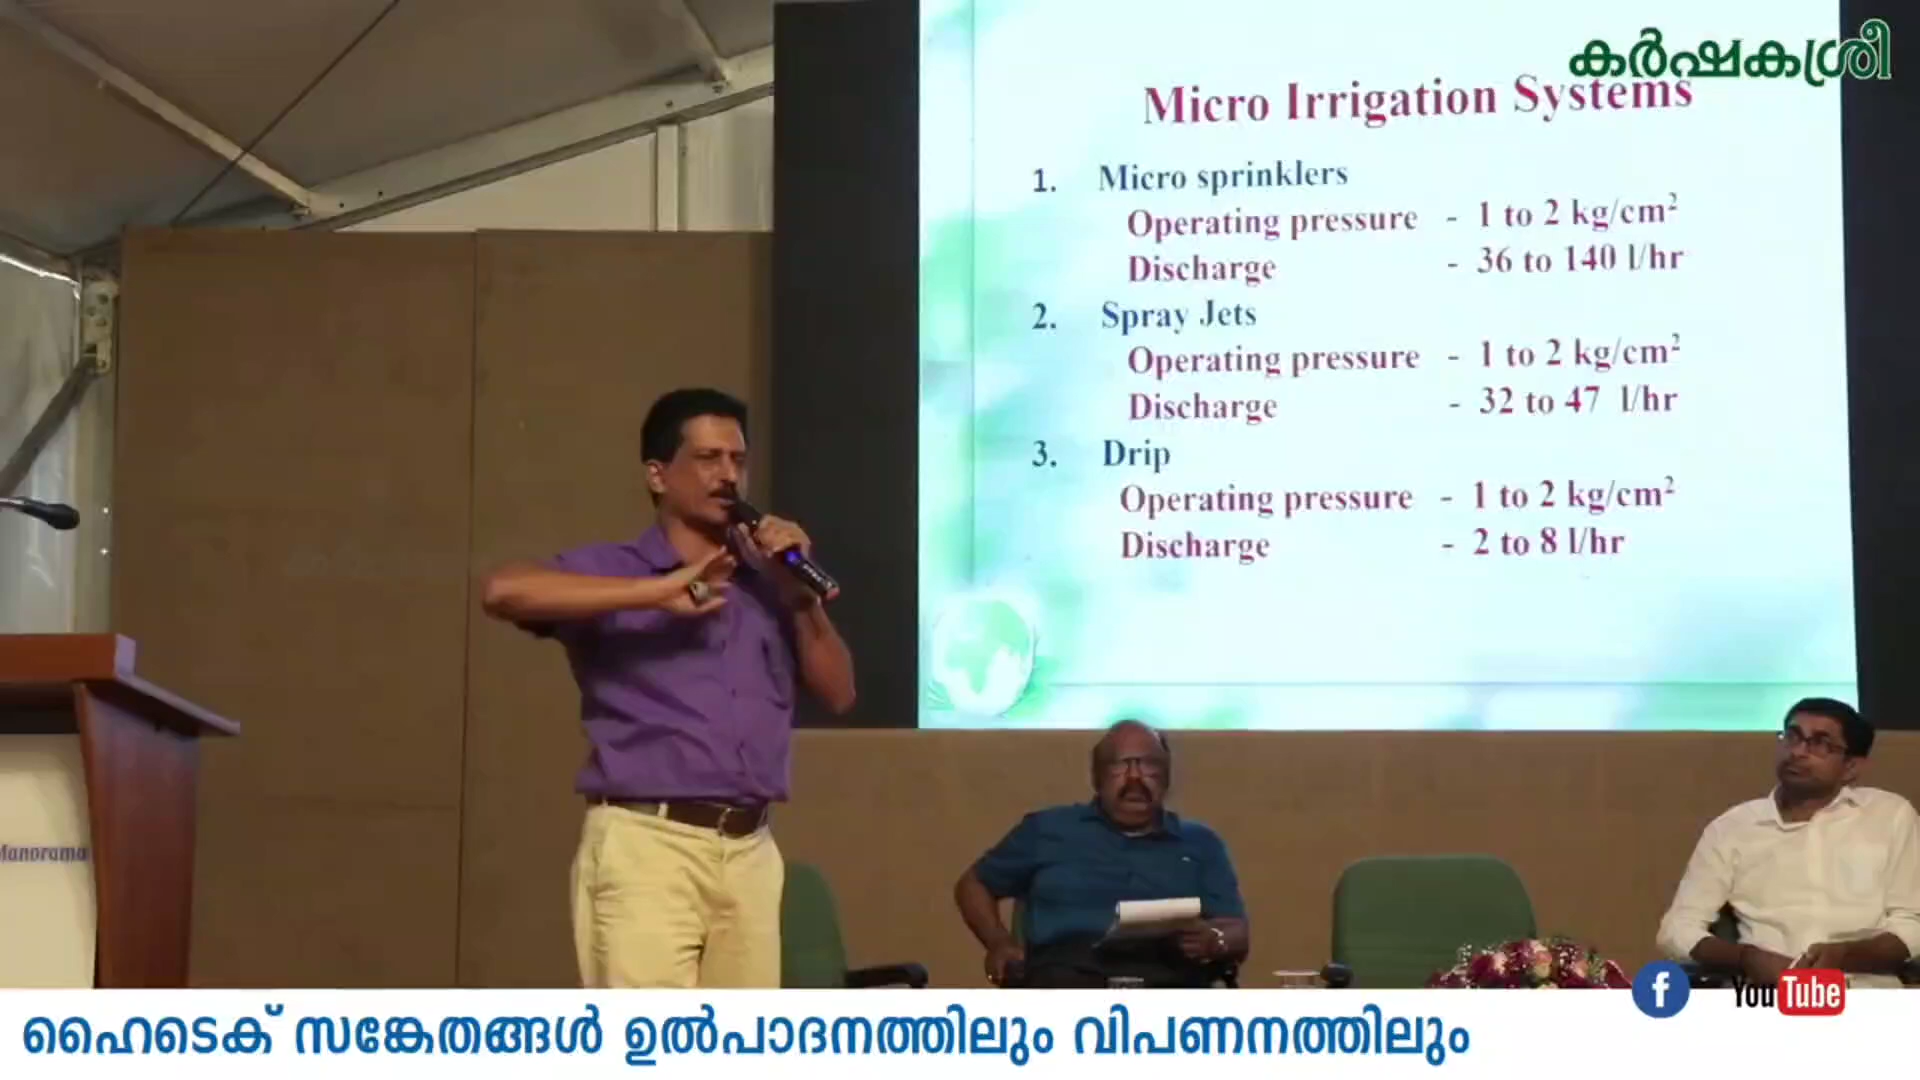 കർഷകശ്രീ
Micro Irrigation Systems
1. Micro sprinklers
Operating pressure - 1 to 2 kg/cm²
Discharge - 36 to 140 l/hr
2. Spray Jets
Operating pressure - 1 to 2 kg/cm²
Discharge - 32 to 47 l/hr
3. Drip
Operating pressure - 1 to 2 kg/cm²
Discharge - 2 to 8 l/hr
Manorama
f YouTube
ഹൈടെക് സങ്കേതങ്ങൾ ഉൽപാദനത്തിലും വിപണനത്തിലും